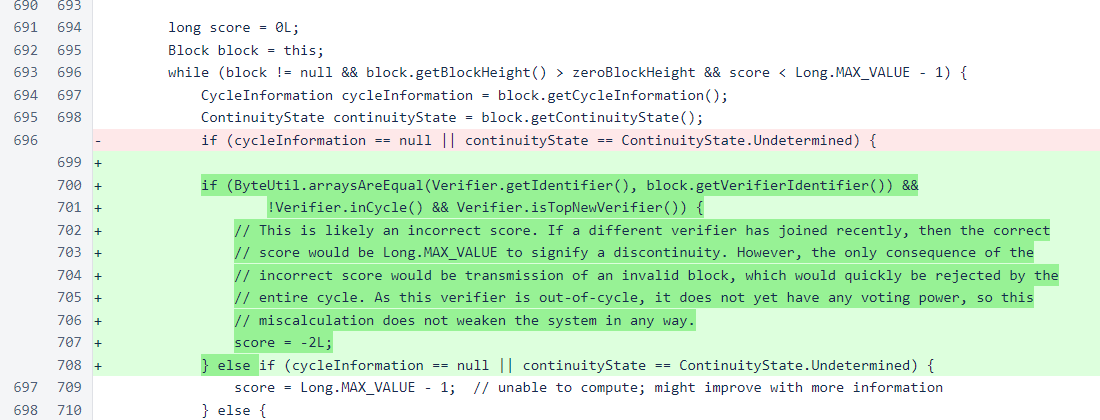 690 693
691 694 long score = 0L;
692 695 Block block = this;
693 696 while (block != null && block.getBlockHeight() > zeroBlockHeight && score < Long.MAX_VALUE - 1) {
694 697 CycleInformation cycleInformation = block.getCycleInformation();
695 698 ContinuityState continuityState = block.getContinuityState();
696 - if (cycleInformation == null || continuityState == ContinuityState.Undetermined) {
699 +
700 + if (ByteUtil.arraysAreEqual(Verifier.getIdentifier(), block.getVerifierIdentifier()) &&
701 + !Verifier.inCycle() && Verifier.isTopNewVerifier()) {
702 + // This is likely an incorrect score. If a different verifier has joined recently, then the correct
703 + // score would be Long.MAX_VALUE to signify a discontinuity. However, the only consequence of the
704 + // incorrect score would be transmission of an invalid block, which would quickly be rejected by the
705 + // entire cycle. As this verifier is out-of-cycle, it does not yet have any voting power, so this
706 + // miscalculation does not weaken the system in any way.
707 + score = -2L;
708 + } else if (cycleInformation == null || continuityState == ContinuityState.Undetermined) {
697 709 score = Long.MAX_VALUE - 1; // unable to compute; might improve with more information
698 710 } else {